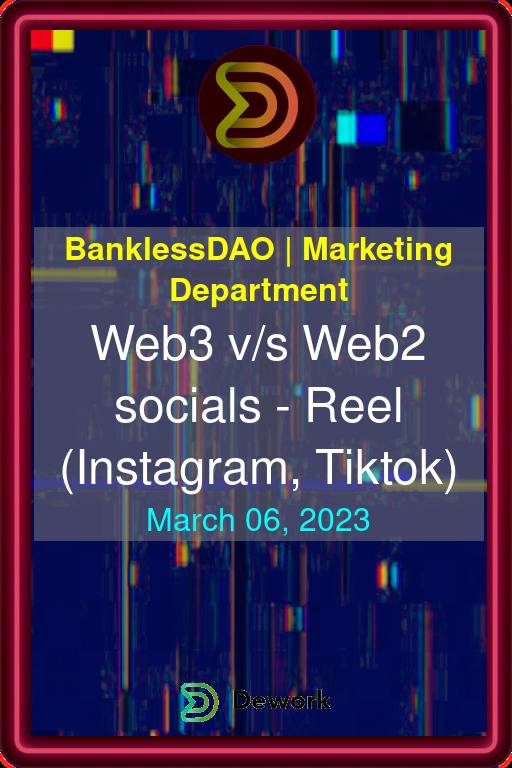 BanklessDAO | Marketing
Department
Web3 v/s Web2
socials - Reel
(Instagram, Tiktok)
March 06, 2023
Dework